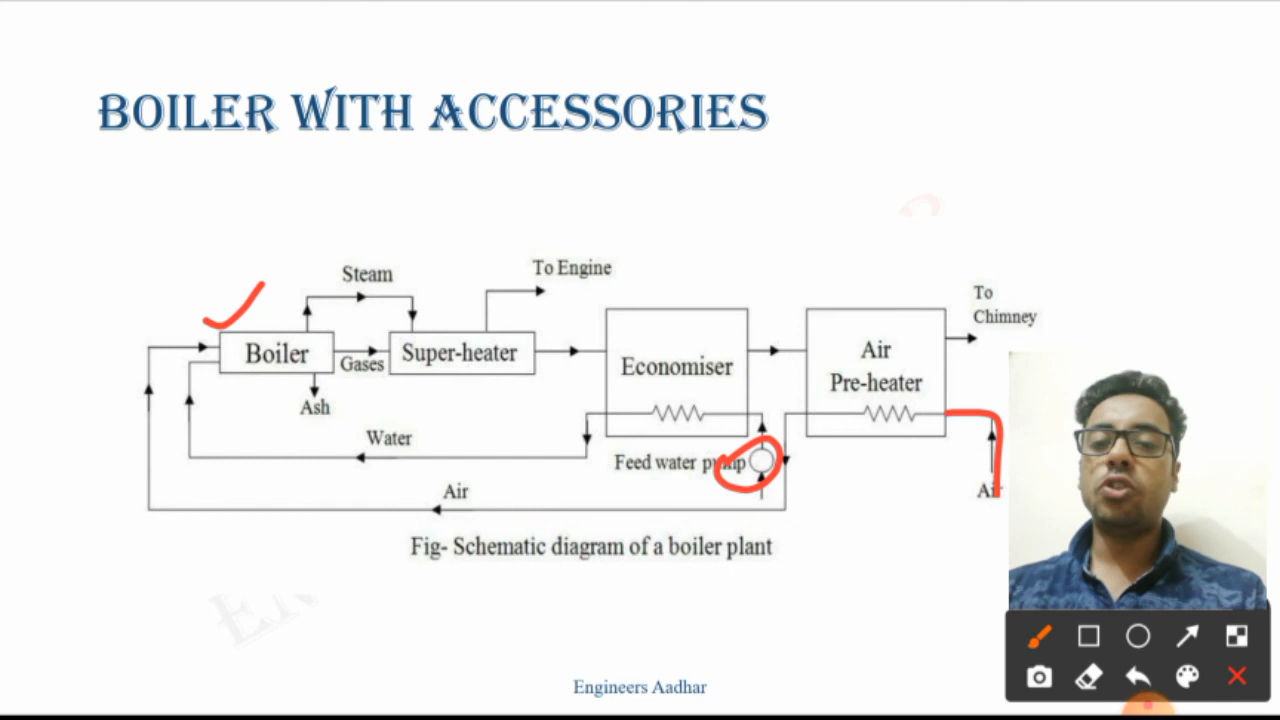 BOILER WITH ACCESSORIES
Steam
To Engine
To
Chimney
Boiler
Gases
Super-heater
Economiser
Air
Pre-heater
Ash
Water
Feed water pump
Air
Air
Fig- Schematic diagram of a boiler plant
Engineers Aadhar